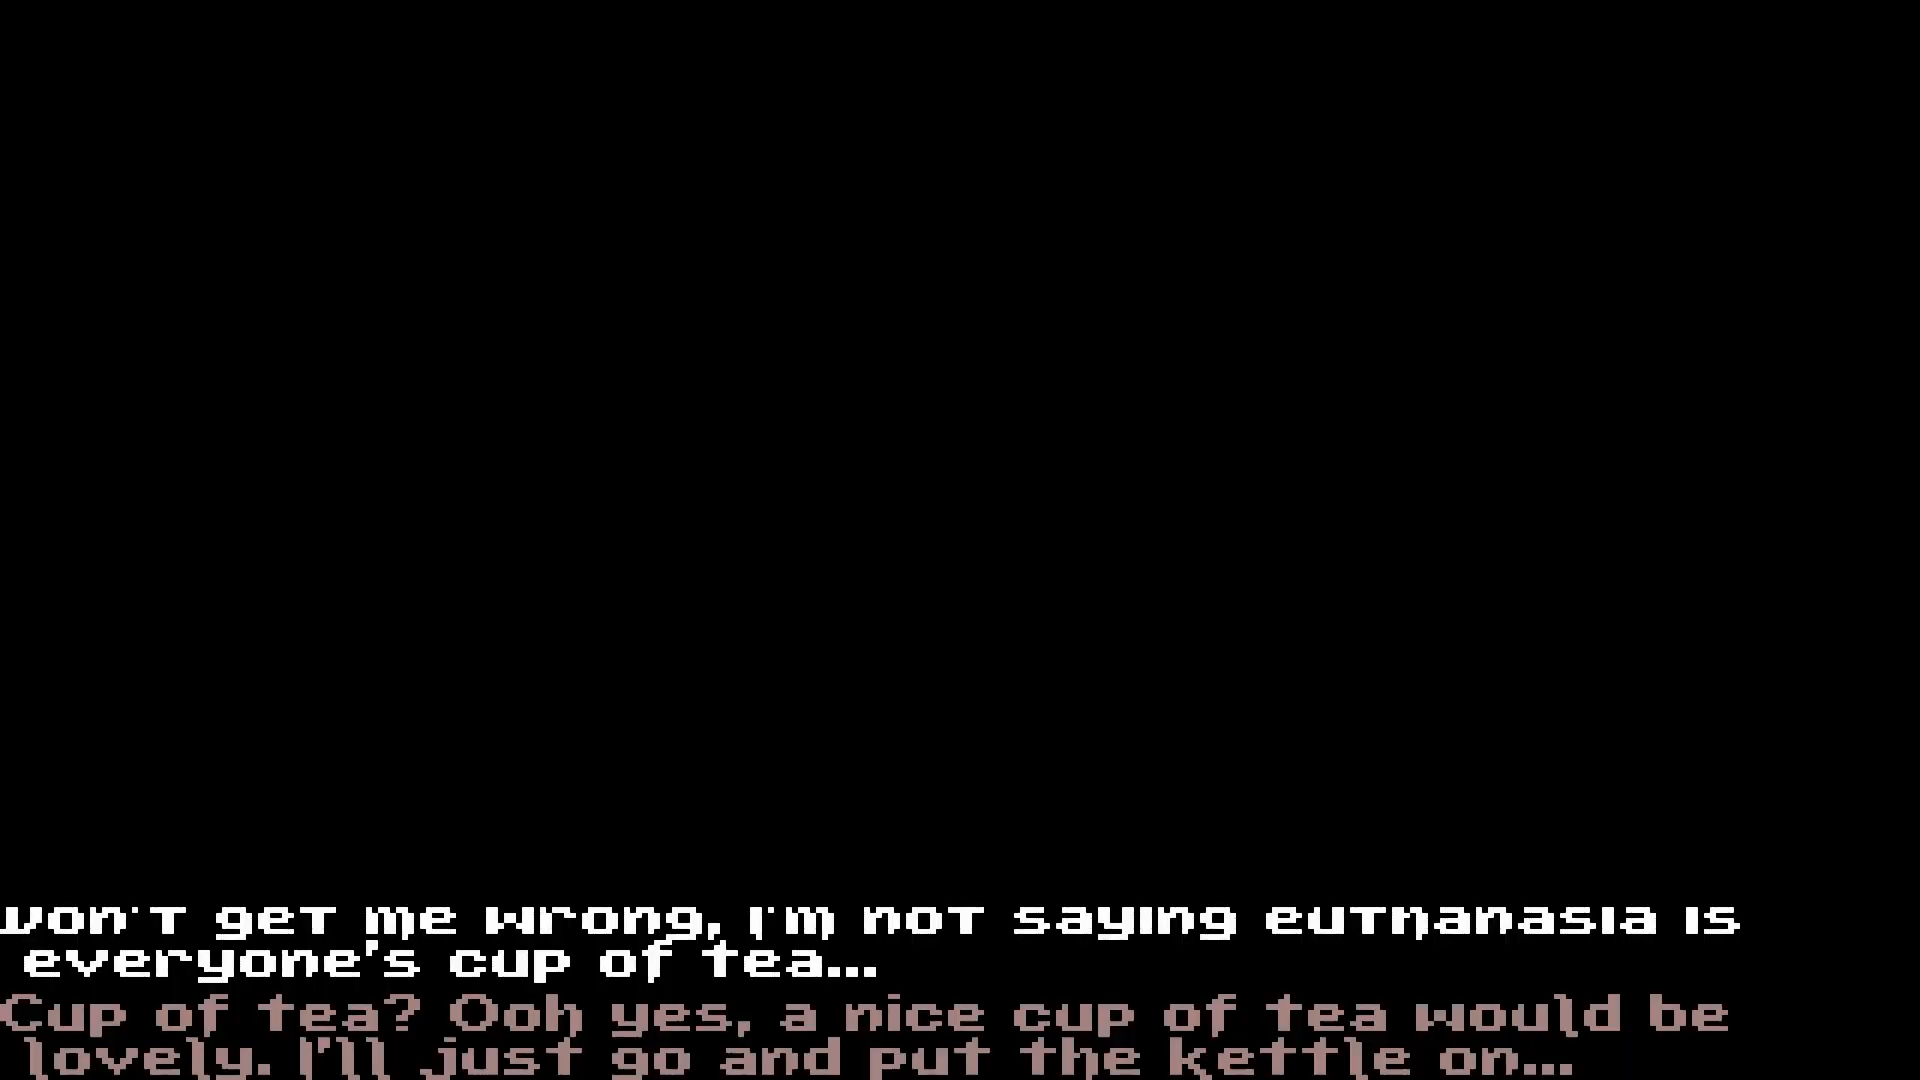 Don't get me wrong, I'm not saying euthanasia is
everyone's cup of tea...
Cup of tea? Ooh yes, a nice cup of tea would be
lovely. I'll just go and put the kettle on...